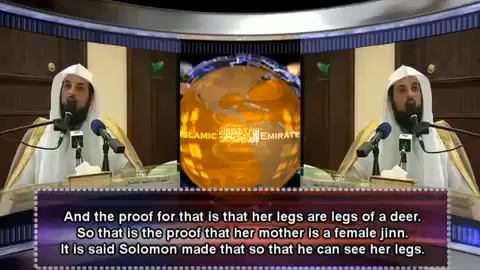 ISLAMIC EMIRATE
And the proof for that is that her legs are legs of a deer.
So that is the proof that her mother is a female jinn.
It is said Solomon made that so that he can see her legs.